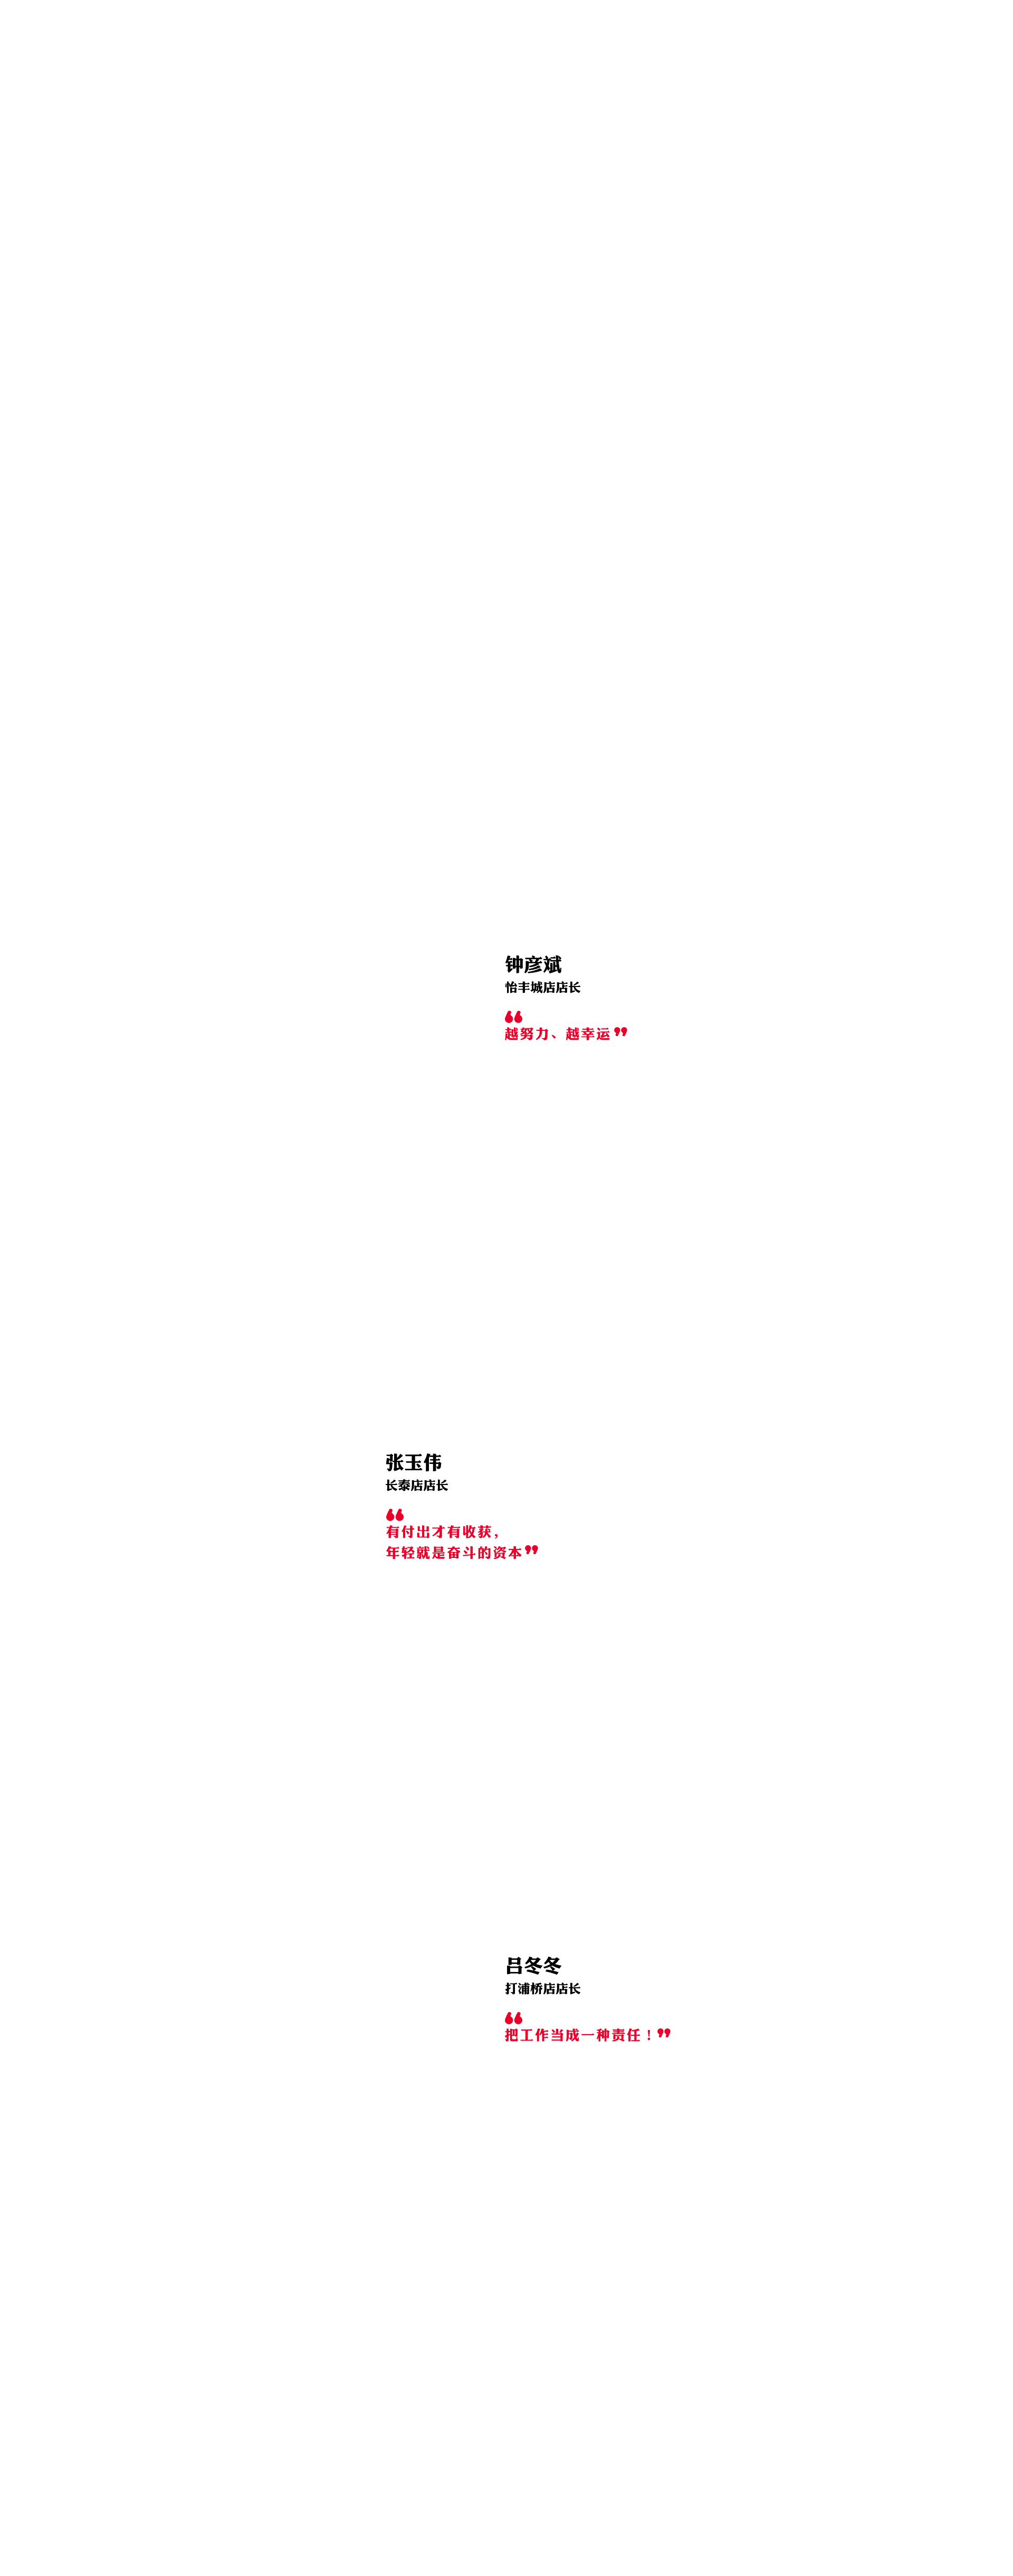 钟彦斌
怡丰城店店长
“
越努力、越幸运”
张玉伟
长泰店店长
“
有付出才有收获，
年轻就是奋斗的资本”
吕冬冬
打浦桥店店长
“
把工作当成一种责任！”